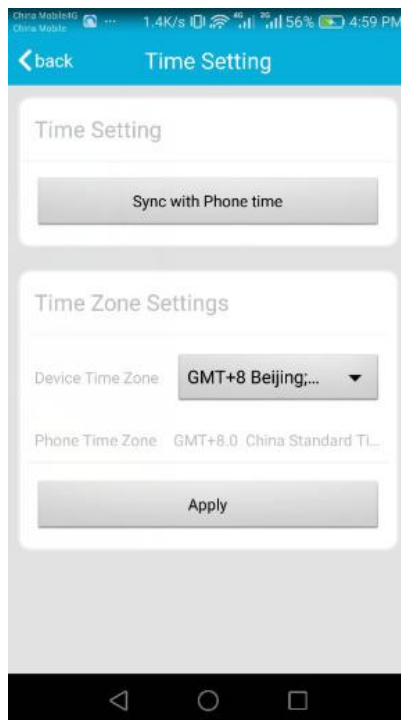 China Mobile4G ... 1.4K/s 4G 2G 56% 4:59 PM
China Mobile
back Time Setting
Time Setting
Sync with Phone time
Time Zone Settings
Device Time Zone GMT+8 Beijing;...
Phone Time Zone GMT+8.0 China Standard Ti...
Apply